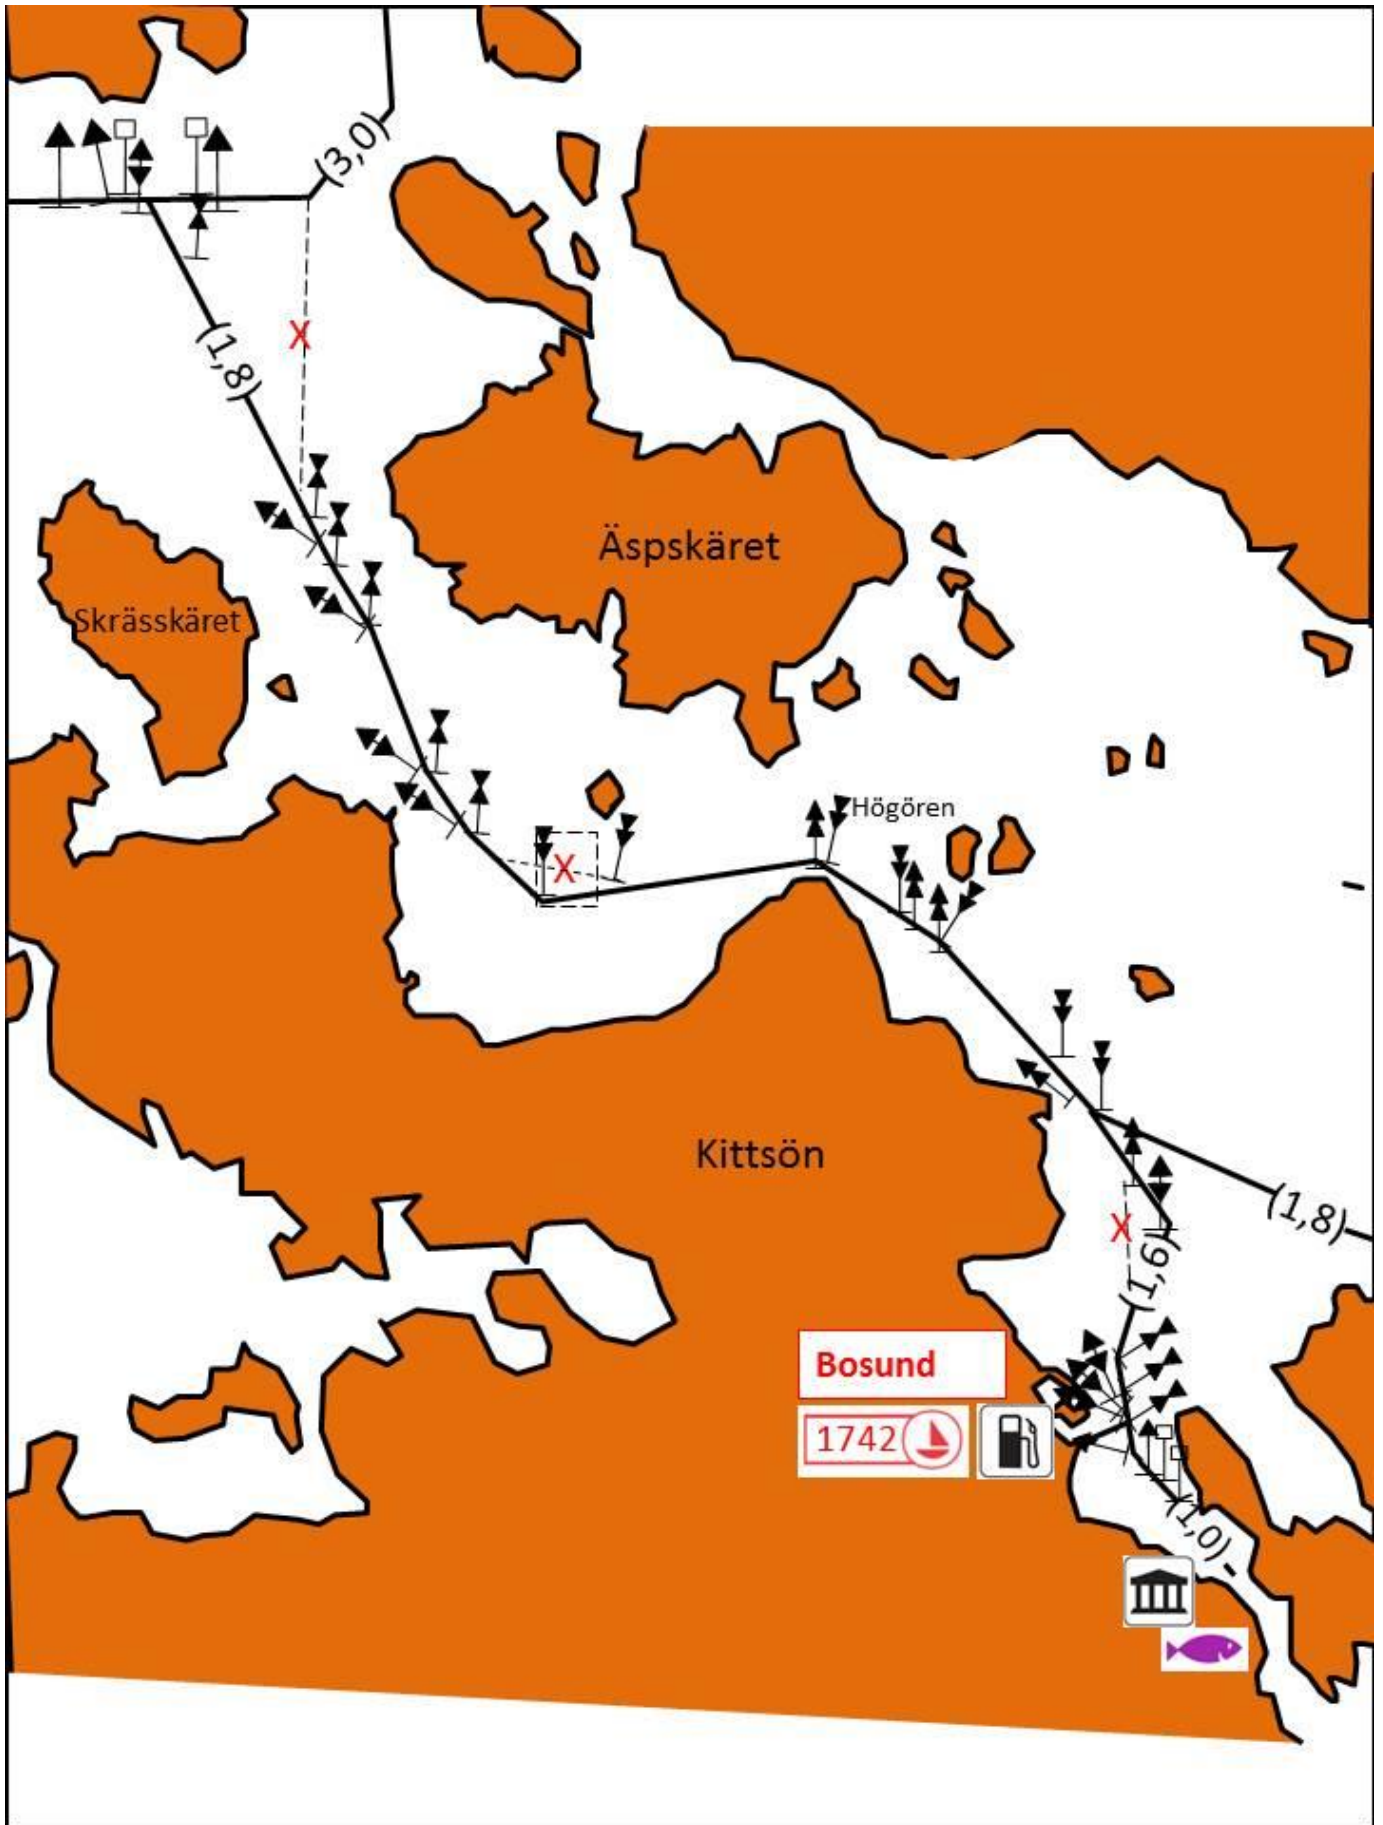 (3,0)
X
(1,8)
Äspskäret
Skrässkäret
Högören
X
Kittsön
(1,8)
X
(1,6)
Bosund
1742
(1,0)